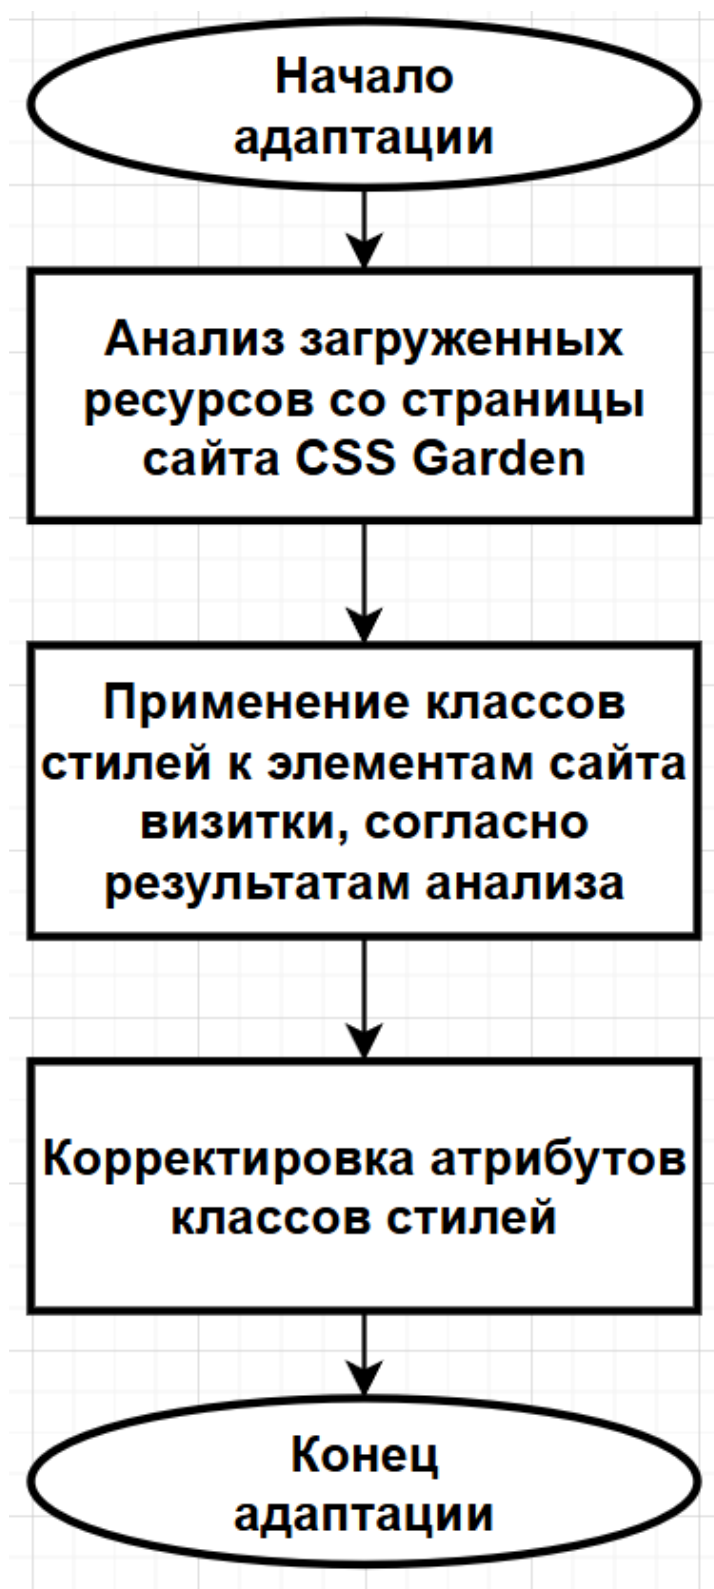 Начало
адаптации
Анализ загруженных
ресурсов со страницы
сайта CSS Garden
Применение классов
стилей к элементам сайта
визитки, согласно
результатам анализа
Корректировка атрибутов
классов стилей
Конец
адаптации